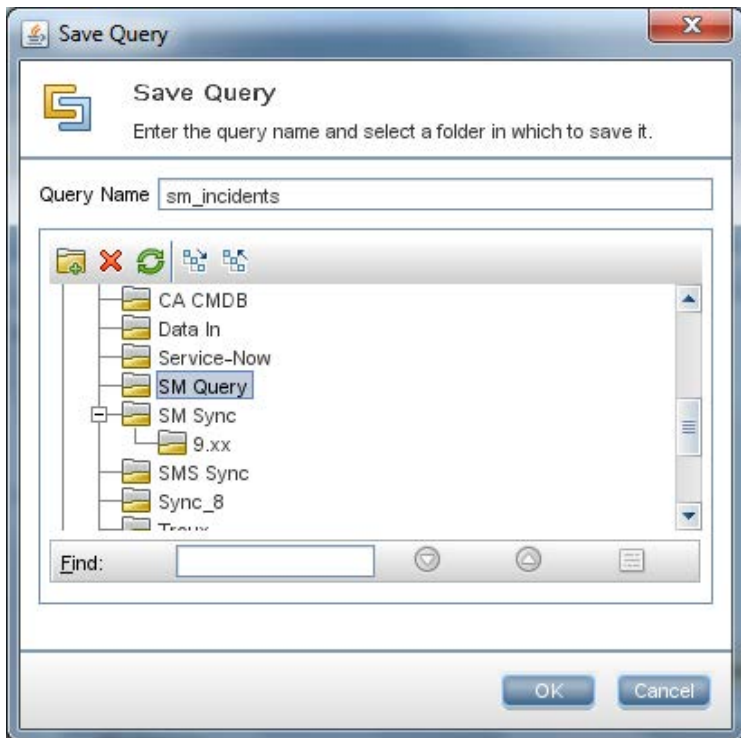 Save Query
Save Query
Enter the query name and select a folder in which to save it.
Query Name sm_incidents
CA CMDB
Data In
Service-Now
SM Query
SM Sync
9.xx
SMS Sync
Sync_8
Find:
OK Cancel